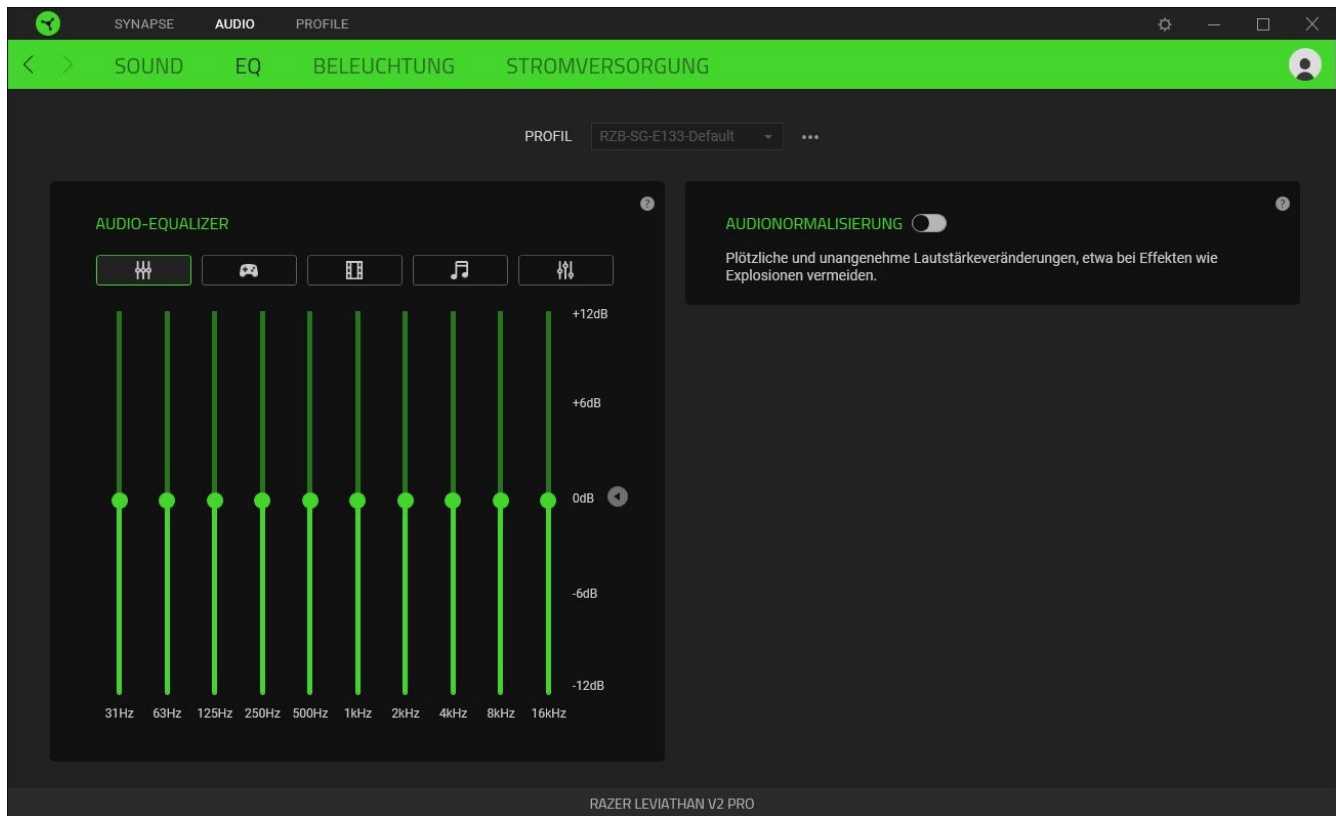 SYNAPSE AUDIO PROFILE
SOUND EQ BELEUCHTUNG STROMVERSORGUNG
PROFIL RZB-SG-E133-Default
AUDIO-EQUALIZER
+12dB
+6dB
0dB
-6dB
-12dB
31Hz 63Hz 125Hz 250Hz 500Hz 1kHz 2kHz 4kHz 8kHz 16kHz
AUDIONORMALISIERUNG
Plötzliche und unangenehme Lautstärkeveränderungen, etwa bei Effekten wie
Explosionen vermeiden.
RAZER LEVIATHAN V2 PRO